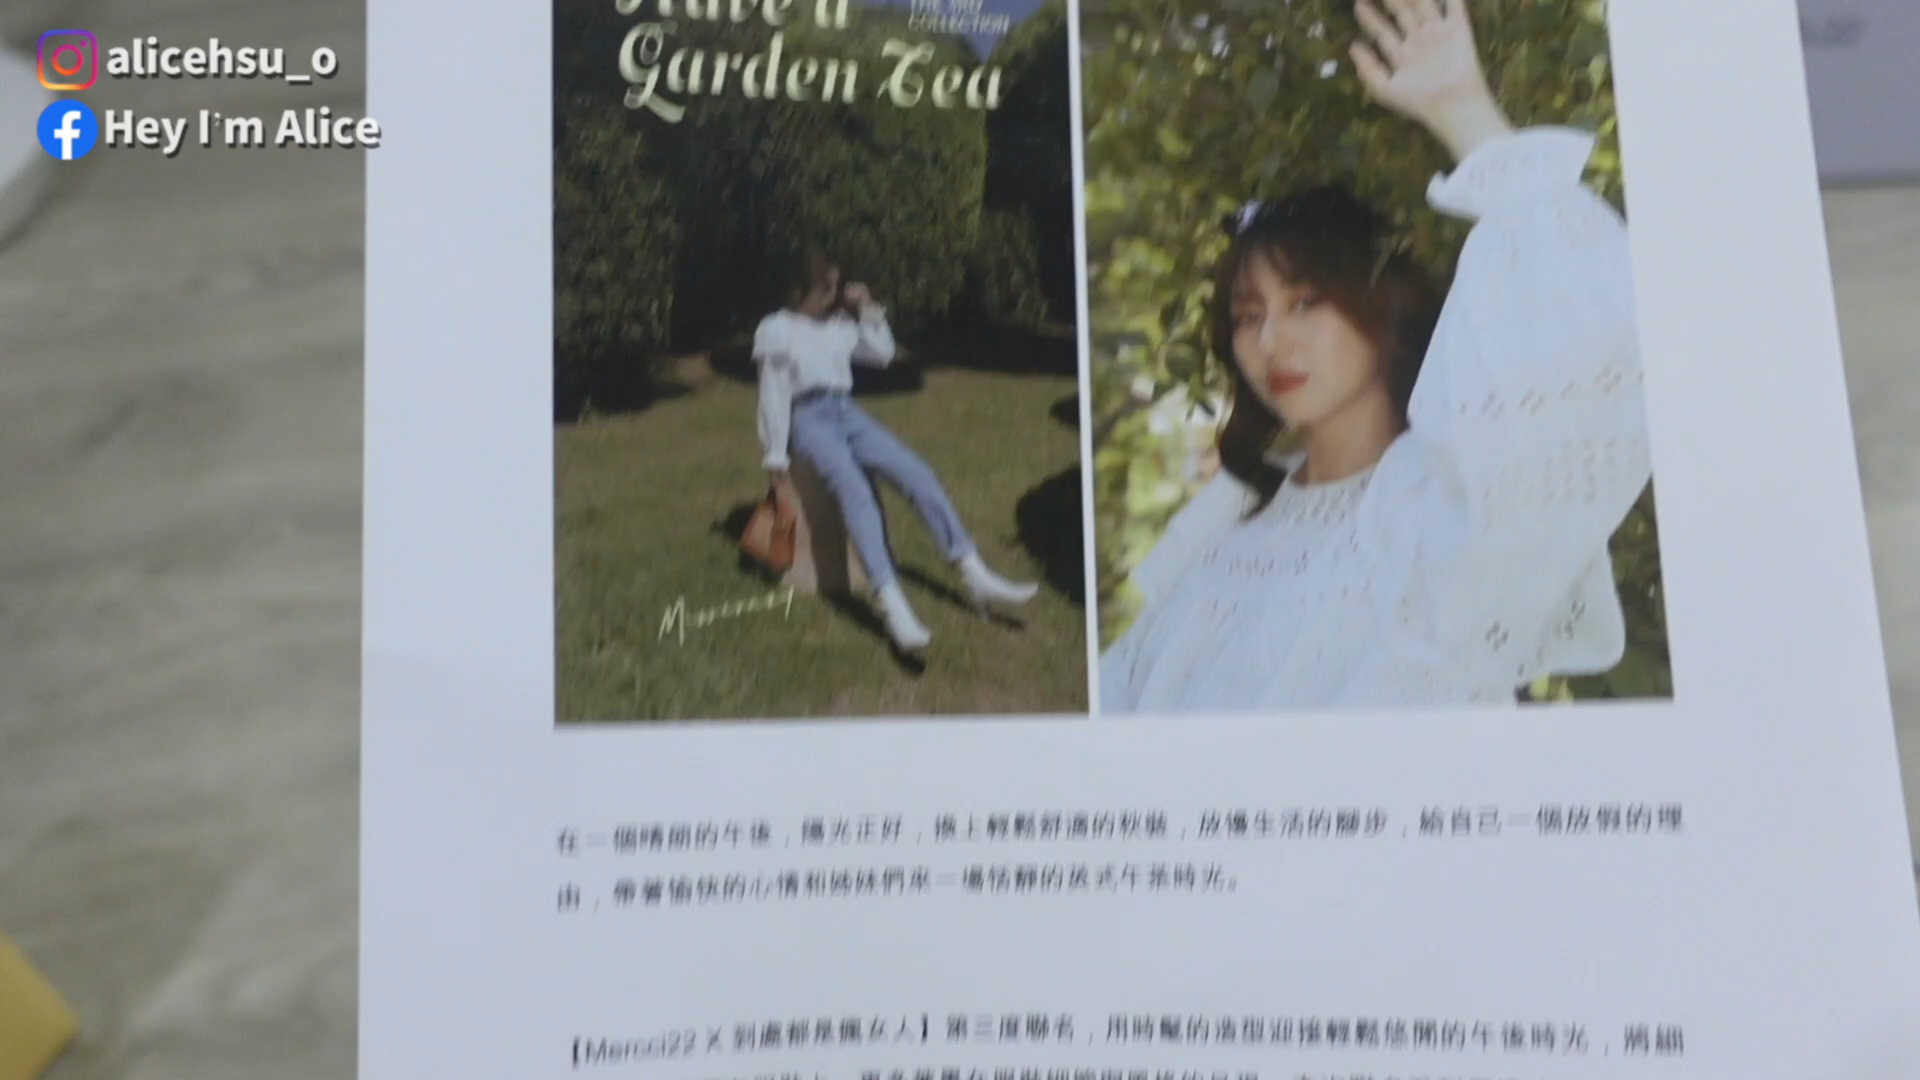 alicehsu_o
Hey I'm Alice
Have a
THE 3RD
COLLECTION
Garden Tea
在一個晴朗的午後，陽光正好，換上輕鬆舒適的秋裝，放慢生活的腳步，給自己一個放假的理
由，帶著愉快的心情和姊妹們來一場恬靜的英式午茶時光。
【Mercci22 X 到處都是瘋女人】第三度聯名，用時髦的造型迎接輕鬆悠閒的午後時光，將細